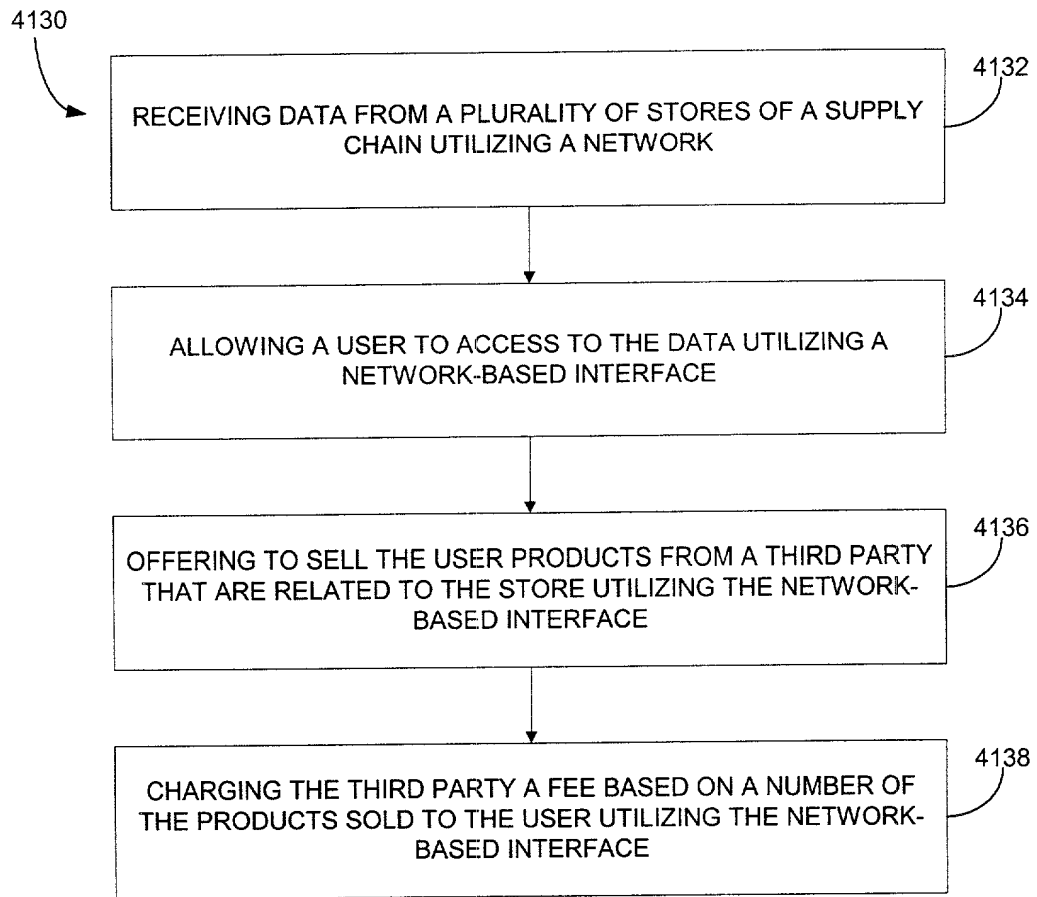 4130
4132
RECEIVING DATA FROM A PLURALITY OF STORES OF A SUPPLY
CHAIN UTILIZING A NETWORK
4134
ALLOWING A USER TO ACCESS TO THE DATA UTILIZING A
NETWORK-BASED INTERFACE
4136
OFFERING TO SELL THE USER PRODUCTS FROM A THIRD PARTY
THAT ARE RELATED TO THE STORE UTILIZING THE NETWORK-
BASED INTERFACE
4138
CHARGING THE THIRD PARTY A FEE BASED ON A NUMBER OF
THE PRODUCTS SOLD TO THE USER UTILIZING THE NETWORK-
BASED INTERFACE